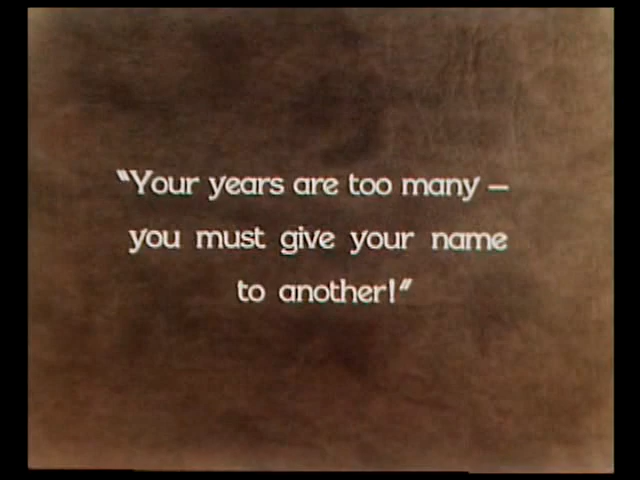 "Your years are too many —
you must give your name
to another!"